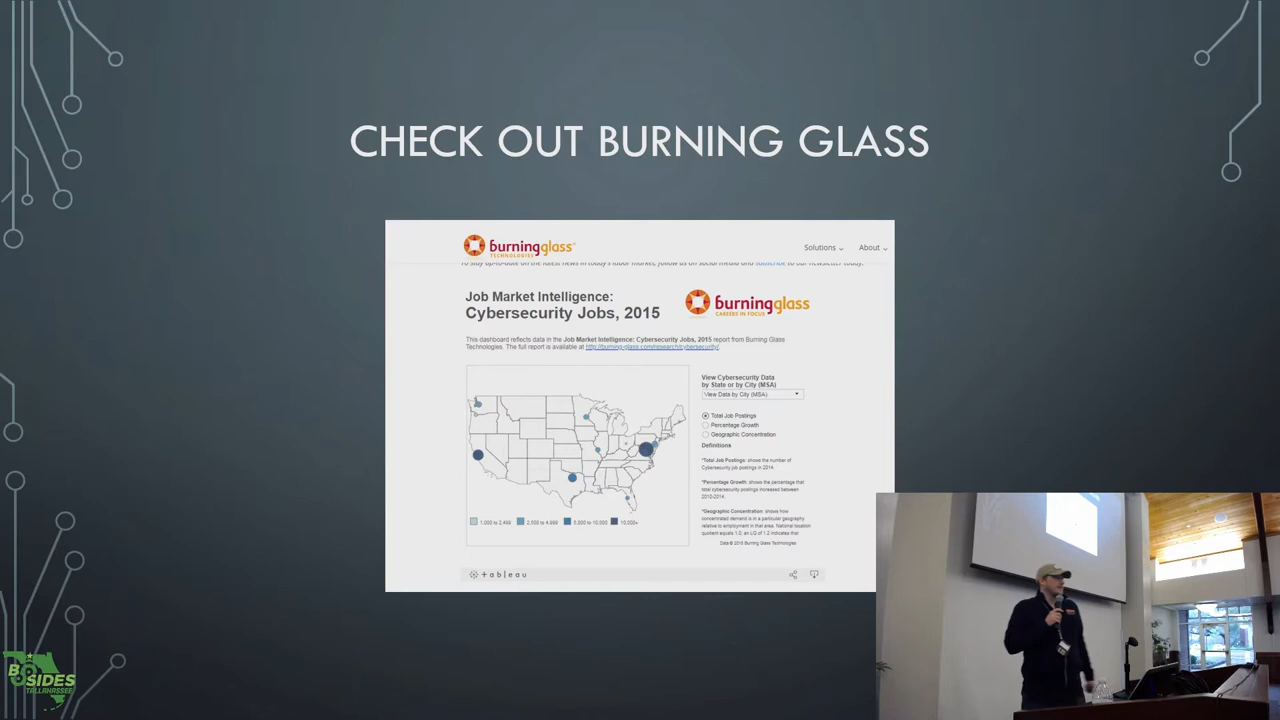 CHECK OUT BURNING GLASS
burningglass
TECHNOLOGIES
Solutions
About
To stay up-to-date on the latest news in today's labor market, follow us on social media and subscribe to our newsletter today.
Job Market Intelligence:
Cybersecurity Jobs, 2015
burningglass
CAREERS IN FOCUS
This dashboard reflects data in the Job Market Intelligence: Cybersecurity Jobs, 2015 report from Burning Glass
Technologies. The full report is available at http://burning-glass.com/research/cybersecurity/.
View Cybersecurity Data
by State or by City (MSA)
View Data by City (MSA)
Total Job Postings
Percentage Growth
Geographic Concentration
Definitions
*Total Job Postings: shows the number of
Cybersecurity job postings in 2014.
*Percentage Growth: shows the percentage that
total cybersecurity postings increased between
2010-2014.
*Geographic Concentration: shows how
concentrated demand is in a particular geography
relative to employment in that area. National location
quotient equals 1.0; an LQ of 1.2 indicates that
1,000 to 2,499
2,500 to 4,999
5,000 to 10,000
10,000+
Data © 2015 Burning Glass Technologies
+ableau
BSIDES
TALLAHASSEE